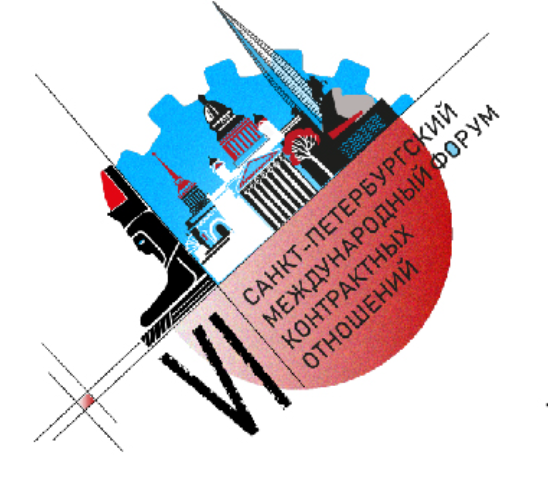 САНКТ-ПЕТЕРБУРГСКИЙ
МЕЖДУНАРОДНЫЙ ФОРУМ
КОНТРАКТНЫХ
ОТНОШЕНИЙ
VI